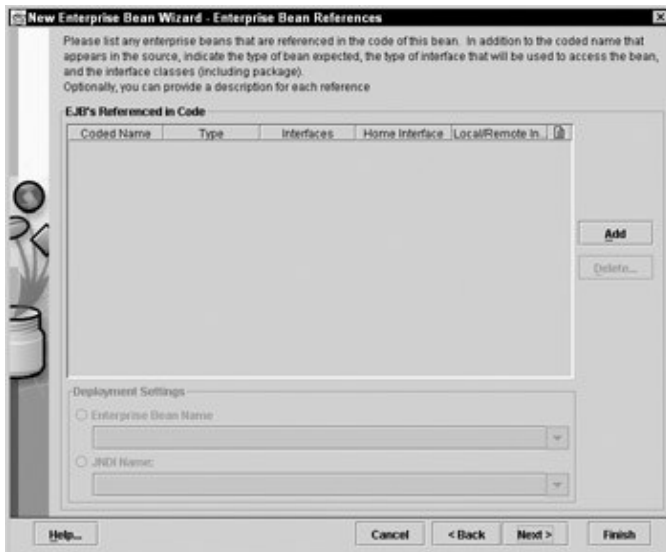 New Enterprise Bean Wizard - Enterprise Bean References
Please list any enterprise beans that are referenced in the code of this bean. In addition to the coded name that
appears in the source, indicate the type of bean expected, the type of interface that will be used to access the bean,
and the interface classes (including package).
Optionally, you can provide a description for each reference
EJB's Referenced in Code
Coded Name Type Interfaces Home Interface Local/Remote In...
Add
Delete...
Deployment Settings
Enterprise Bean Name
JNDI Name:
Help... Cancel < Back Next > Finish